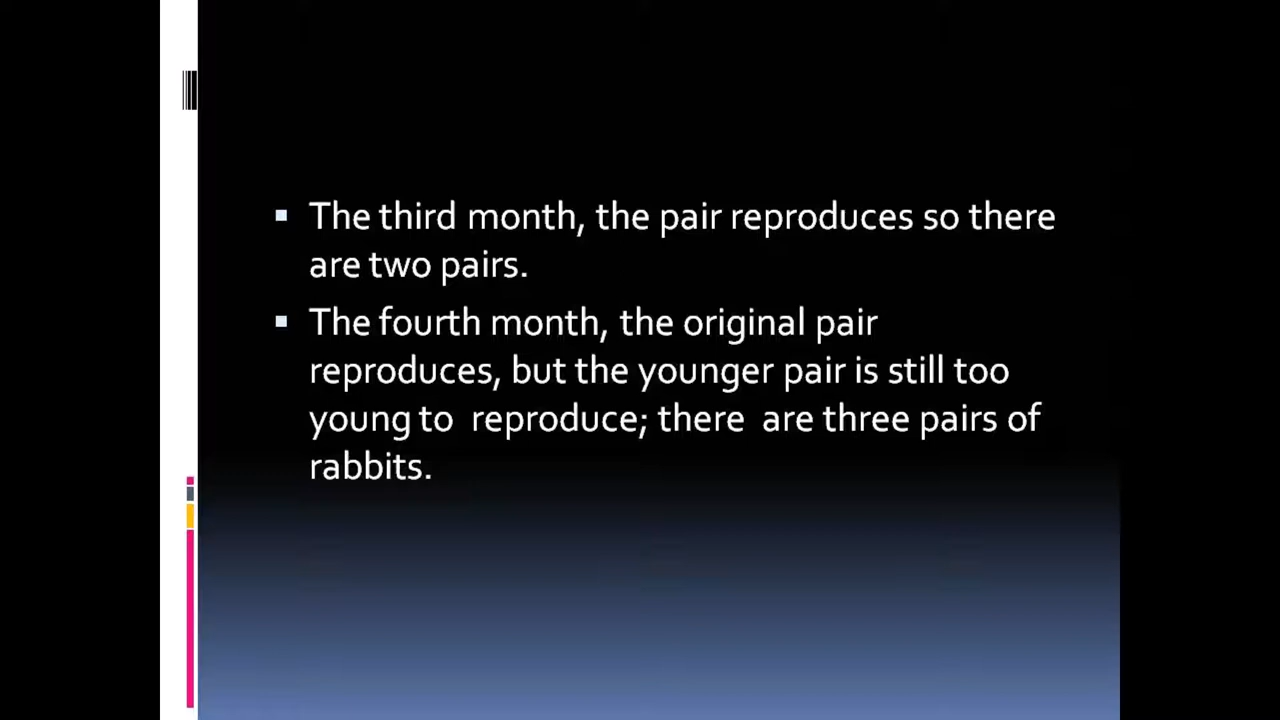 The third month, the pair reproduces so there
are two pairs.
The fourth month, the original pair
reproduces, but the younger pair is still too
young to  reproduce; there  are three pairs of
rabbits.